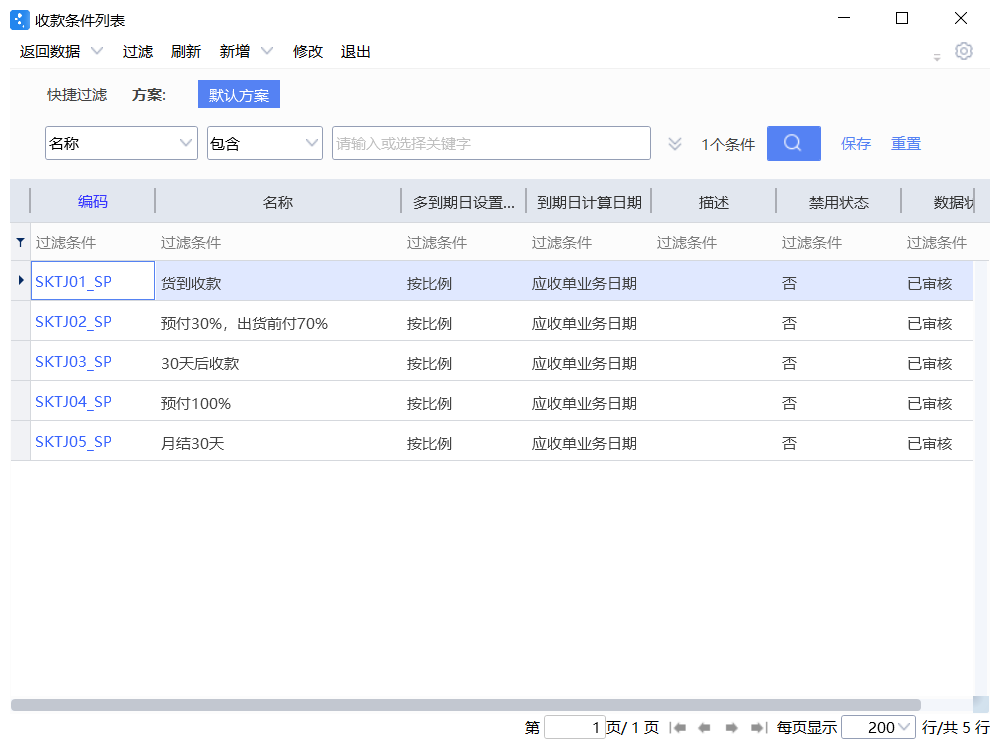 收款条件列表
返回数据 过滤 刷新 新增 修改 退出
快捷过滤 方案: 默认方案
名称 包含 请输入或选择关键字 1个条件 保存 重置
编码 名称 多到期日设置... 到期日计算日期 描述 禁用状态 数据
过滤条件 过滤条件 过滤条件 过滤条件 过滤条件 过滤条件 过滤条件
SKTJ01_SP 货到收款 按比例 应收单业务日期 否 已审核
SKTJ02_SP 预付30%，出货前付70% 按比例 应收单业务日期 否 已审核
SKTJ03_SP 30天后收款 按比例 应收单业务日期 否 已审核
SKTJ04_SP 预付100% 按比例 应收单业务日期 否 已审核
SKTJ05_SP 月结30天 按比例 应收单业务日期 否 已审核
第 1 页/ 1 页 每页显示 200 行/共 5 行